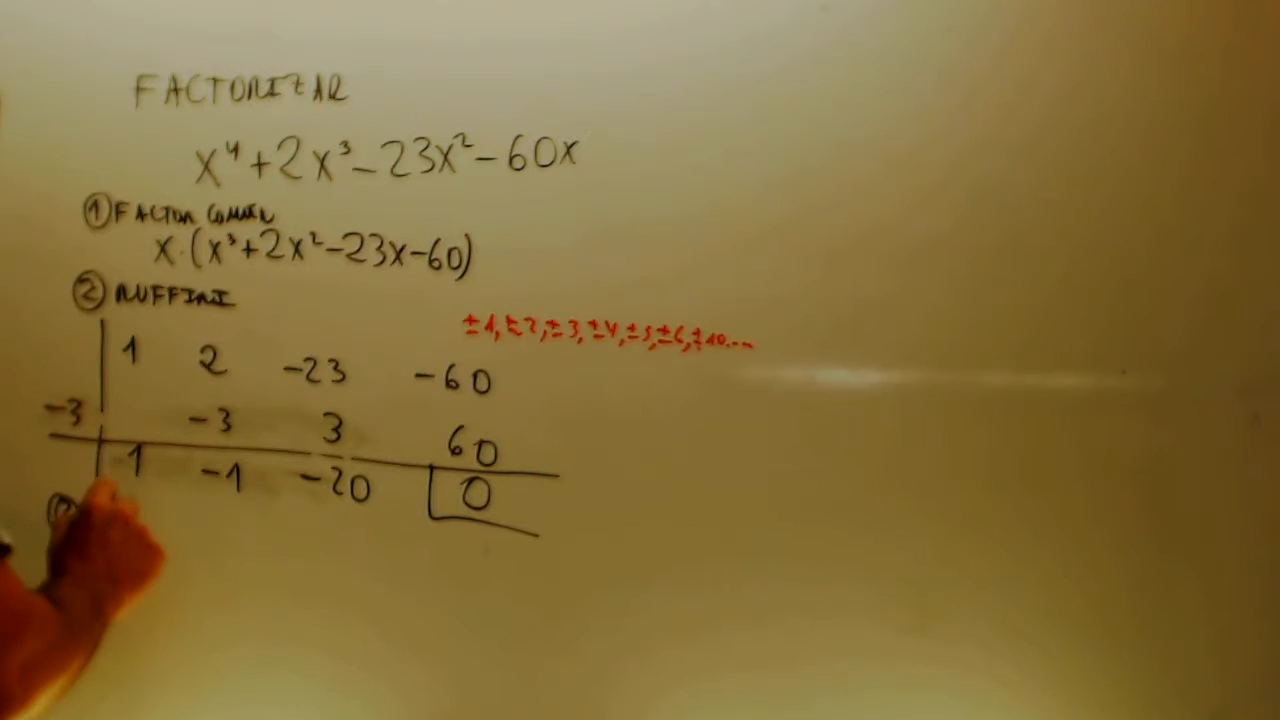 FACTORIZAR
x⁴+2x³-23x²-60x
① FACTOR COMÚN
x·(x³+2x²-23x-60)
② RUFFINI
±1,±2,±3,±4,±5,±6,±10....
1 2 -23 -60
-3 -3 3 60
1 -1 -20 0